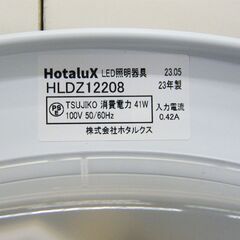 HotaluX LED照明器具 23.05
HLDZ12208 23年製
PSE TSUJIKO 消費電力 41W 入力電流
100V 50/60Hz 0.42A
株式会社ホタルクス